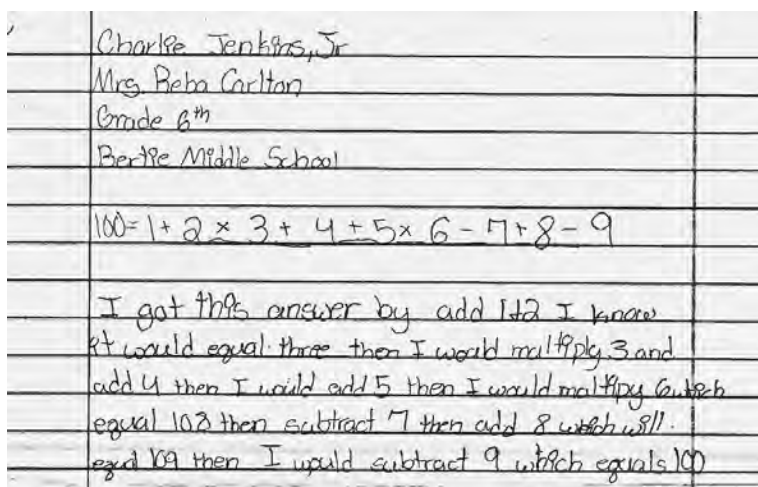 Charlie Jenkins, Jr
Mrs. Reba Carlton
Grade 6th
Bertie Middle School
100 = 1 + 2 × 3 + 4 + 5 × 6 - 7 + 8 - 9
I got this answer by add 1+2 I know
it would equal three then I would maltiply 3 and
add 4 then I would add 5 then I would maltipy 6 which
equal 108 then subtract 7 then add 8 which will
equal 109 then I would subtract 9 which equals 100